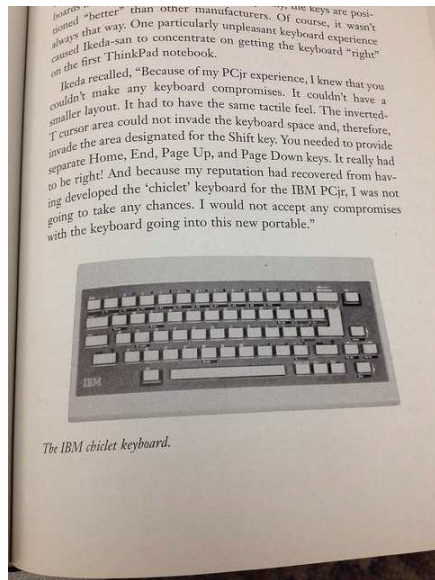 boards
the keys are posi-
tioned "better" than other manufacturers. Of course, it wasn't
always that way. One particularly unpleasant keyboard experience
caused Ikeda-san to concentrate on getting the keyboard "right"
on the first ThinkPad notebook.
Ikeda recalled, "Because of my PCjr experience, I knew that you
couldn't make any keyboard compromises. It couldn't have a
smaller layout. It had to have the same tactile feel. The inverted-
T cursor area could not invade the keyboard space and, therefore,
invade the area designated for the Shift key. You needed to provide
separate Home, End, Page Up, and Page Down keys. It really had
to be right! And because my reputation had recovered from hav-
ing developed the 'chiclet' keyboard for the IBM PCjr, I was not
going to take any chances. I would not accept any compromises
with the keyboard going into this new portable."
IBM
The IBM chiclet keyboard.